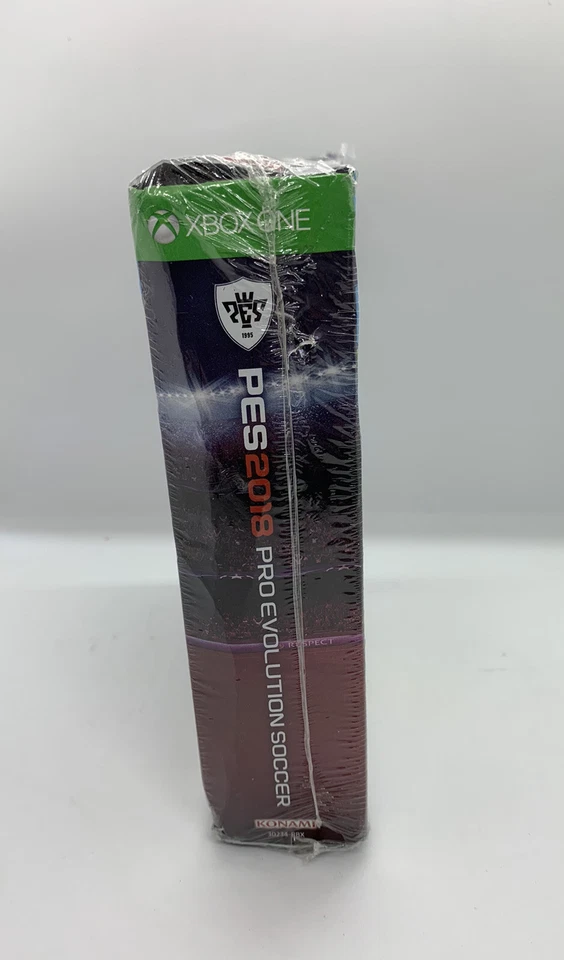 XBOX ONE
PES
1995
PES2018 PRO EVOLUTION SOCCER
RESPECT
KONAMI